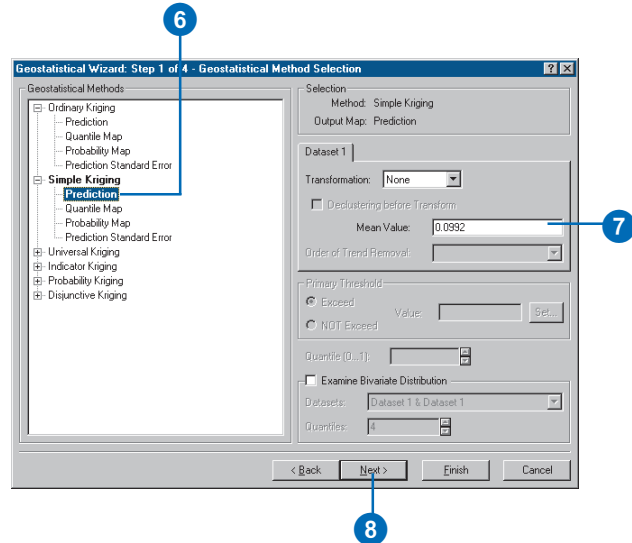 6
Geostatistical Wizard: Step 1 of 4 - Geostatistical Method Selection
Geostatistical Methods
Ordinary Kriging
Prediction
Quantile Map
Probability Map
Prediction Standard Error
Simple Kriging
Prediction
Quantile Map
Probability Map
Prediction Standard Error
Universal Kriging
Indicator Kriging
Probability Kriging
Disjunctive Kriging
Selection
Method: Simple Kriging
Output Map: Prediction
Dataset 1
Transformation: None
Declustering before Transform
Mean Value: 0.0992
7
Order of Trend Removal:
Primary Threshold
Exceed
Value: Set...
NOT Exceed
Quantile (0...1):
Examine Bivariate Distribution
Datasets: Dataset 1 & Dataset 1
Quantiles: 4
< Back Next > Finish Cancel
8